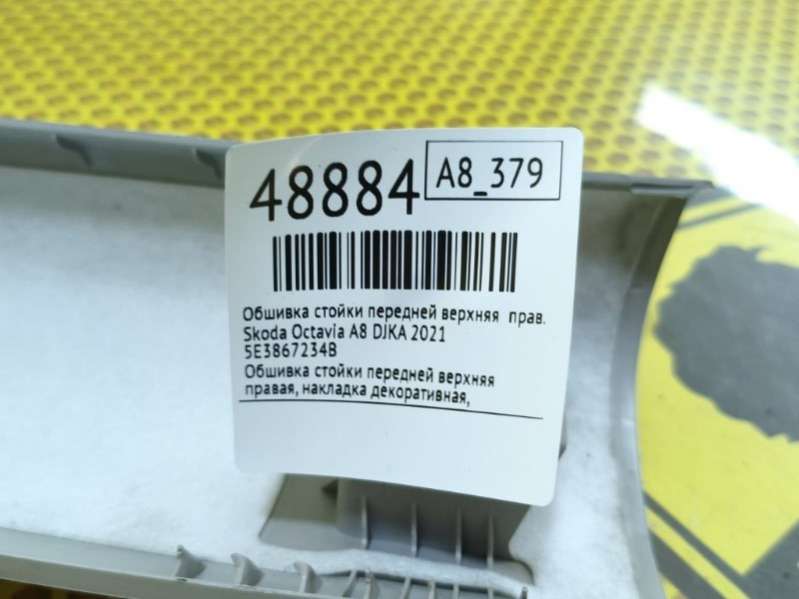 48884 A8_379
Обшивка стойки передней верхняя прав.
Skoda Octavia A8 DJKA 2021
5E3867234B
Обшивка стойки передней верхняя
правая, накладка декоративная,